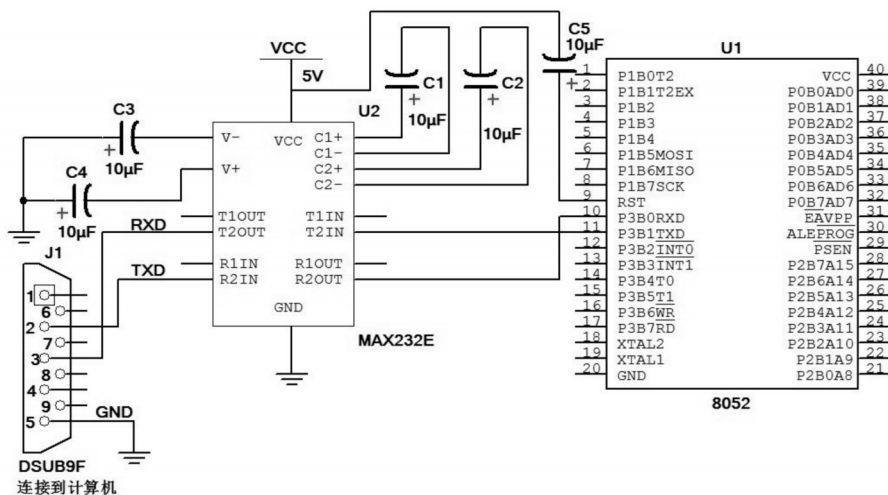 VCC
5V
C1
10µF
C2
10µF
C5
10µF
C3
10µF
C4
10µF
U2
V-
V+
T1OUT
T2OUT
R1IN
R2IN
VCC
C1+
C1-
C2+
C2-
T1IN
T2IN
R1OUT
R2OUT
GND
MAX232E
RXD
TXD
J1
1
6
2
7
3
8
4
9
5
GND
DSUB9F
连接到计算机
U1
1 P1B0T2 VCC 40
2 P1B1T2EX P0B0AD0 39
3 P1B2 P0B1AD1 38
4 P1B3 P0B2AD2 37
5 P1B4 P0B3AD3 36
6 P1B5MOSI P0B4AD4 35
7 P1B6MISO P0B5AD5 34
8 P1B7SCK P0B6AD6 33
9 RST P0B7AD7 32
10 P3B0RXD EAVPP 31
11 P3B1TXD ALEPROG 30
12 P3B2INT0 PSEN 29
13 P3B3INT1 P2B7A15 28
14 P3B4T0 P2B6A14 27
15 P3B5T1 P2B5A13 26
16 P3B6WR P2B4A12 25
17 P3B7RD P2B3A11 24
18 XTAL2 P2B2A10 23
19 XTAL1 P2B1A9 22
20 GND P2B0A8 21
8052